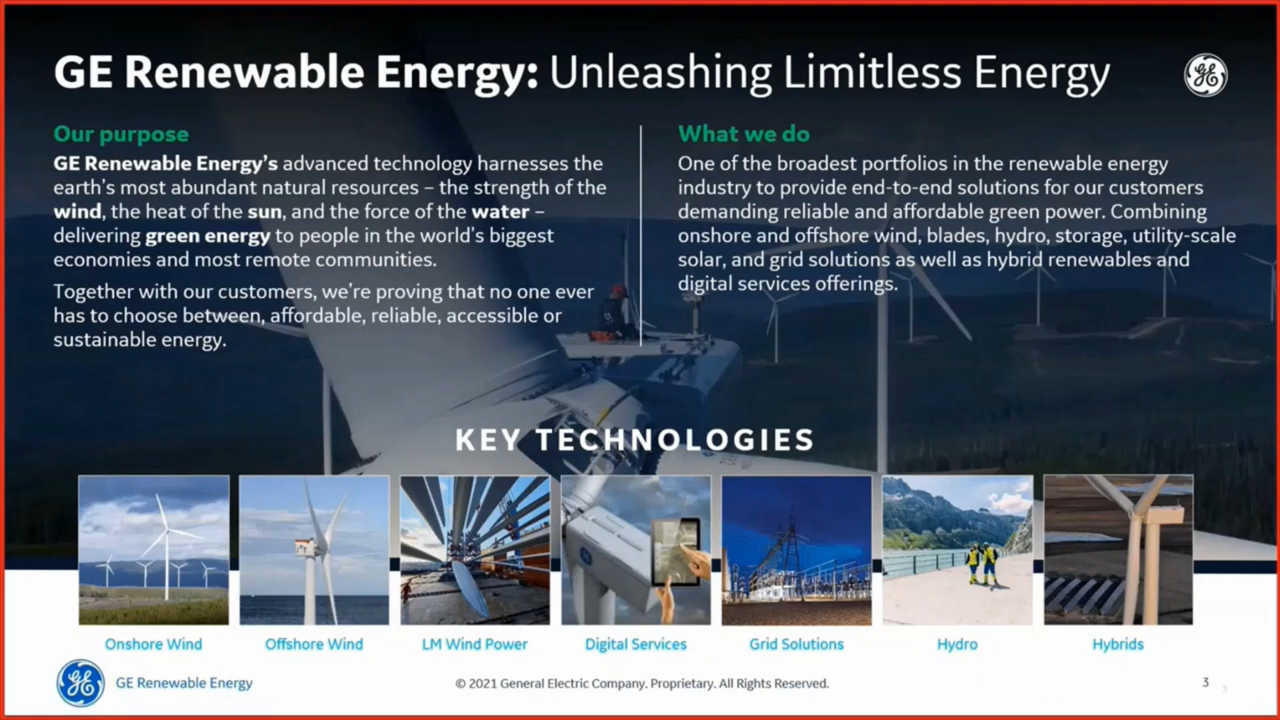 GE Renewable Energy: Unleashing Limitless Energy
Our purpose
GE Renewable Energy's advanced technology harnesses the
earth's most abundant natural resources – the strength of the
wind, the heat of the sun, and the force of the water –
delivering green energy to people in the world's biggest
economies and most remote communities.
Together with our customers, we're proving that no one ever
has to choose between, affordable, reliable, accessible or
sustainable energy.
What we do
One of the broadest portfolios in the renewable energy
industry to provide end-to-end solutions for our customers
demanding reliable and affordable green power. Combining
onshore and offshore wind, blades, hydro, storage, utility-scale
solar, and grid solutions as well as hybrid renewables and
digital services offerings.
KEY TECHNOLOGIES
Onshore Wind
Offshore Wind
LM Wind Power
Digital Services
Grid Solutions
Hydro
Hybrids
GE Renewable Energy
© 2021 General Electric Company. Proprietary. All Rights Reserved.
3
3